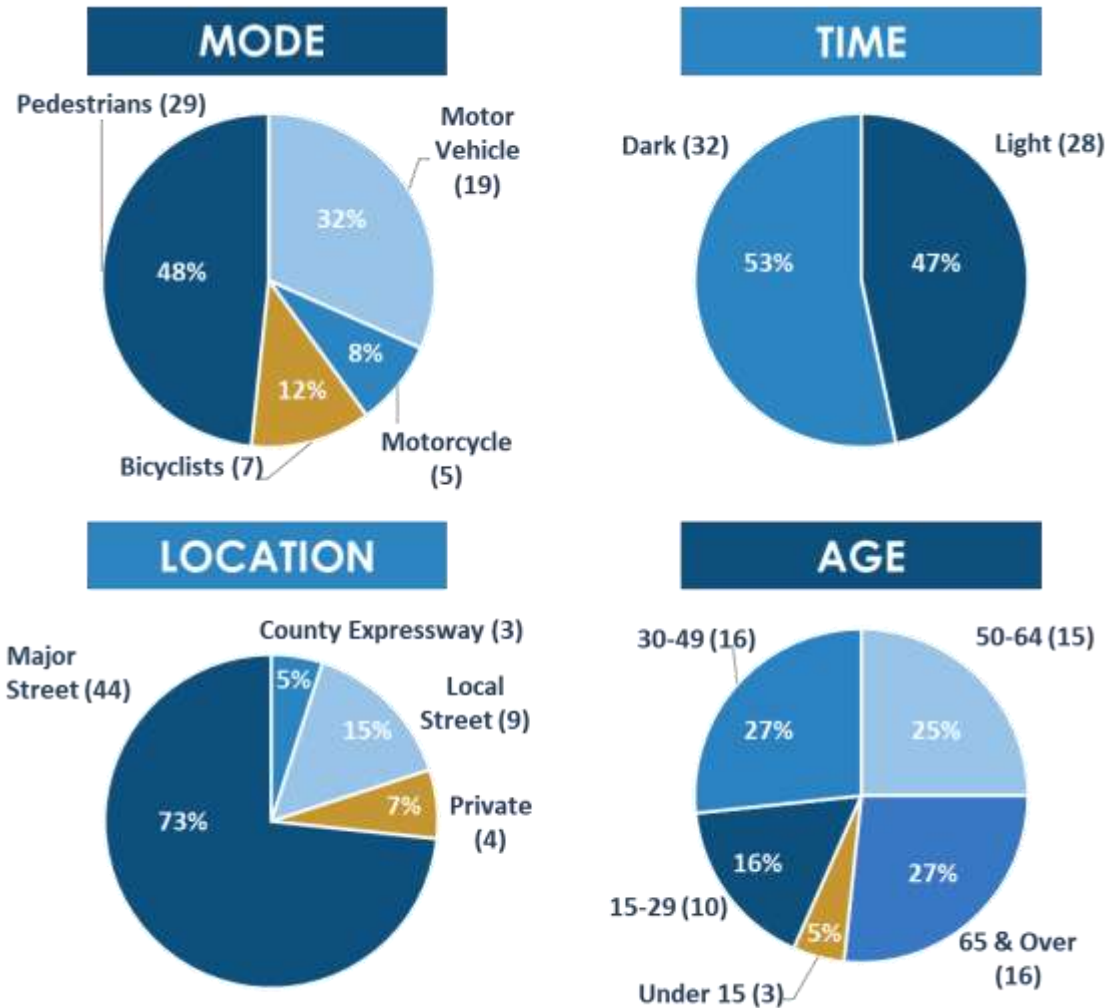 MODE
Pedestrians (29)
Motor
Vehicle
(19)
32%
48%
8%
12%
Motorcycle
(5)
Bicyclists (7)
TIME
Dark (32)
Light (28)
53%
47%
LOCATION
County Expressway (3)
Major
Street (44)
5%
Local
Street (9)
15%
7%
Private
(4)
73%
AGE
30-49 (16)
50-64 (15)
27%
25%
16%
27%
15-29 (10)
5%
65 & Over
(16)
Under 15 (3)